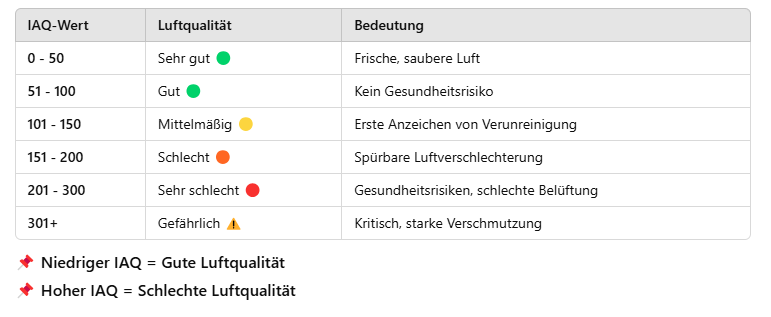 IAQ-Wert Luftqualität Bedeutung
0 - 50 Sehr gut 🟢 Frische, saubere Luft
51 - 100 Gut 🟢 Kein Gesundheitsrisiko
101 - 150 Mittelmäßig 🟡 Erste Anzeichen von Verunreinigung
151 - 200 Schlecht 🟠 Spürbare Luftverschlechterung
201 - 300 Sehr schlecht 🔴 Gesundheitsrisiken, schlechte Belüftung
301+ Gefährlich ⚠️ Kritisch, starke Verschmutzung
📌 Niedriger IAQ = Gute Luftqualität
📌 Hoher IAQ = Schlechte Luftqualität